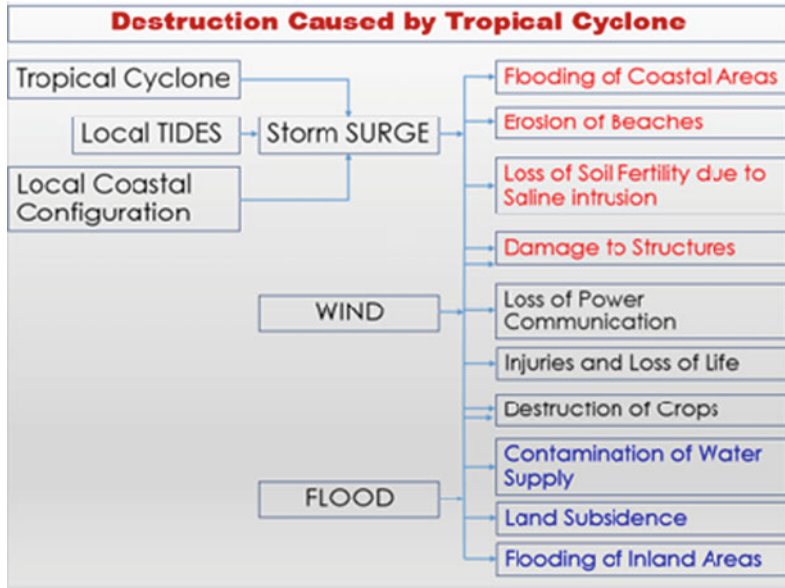 Destruction Caused by Tropical Cyclone
Tropical Cyclone
Local TIDES
Storm SURGE
Local Coastal
Configuration
WIND
FLOOD
Flooding of Coastal Areas
Erosion of Beaches
Loss of Soil Fertility due to
Saline intrusion
Damage to Structures
Loss of Power
Communication
Injuries and Loss of Life
Destruction of Crops
Contamination of Water
Supply
Land Subsidence
Flooding of Inland Areas